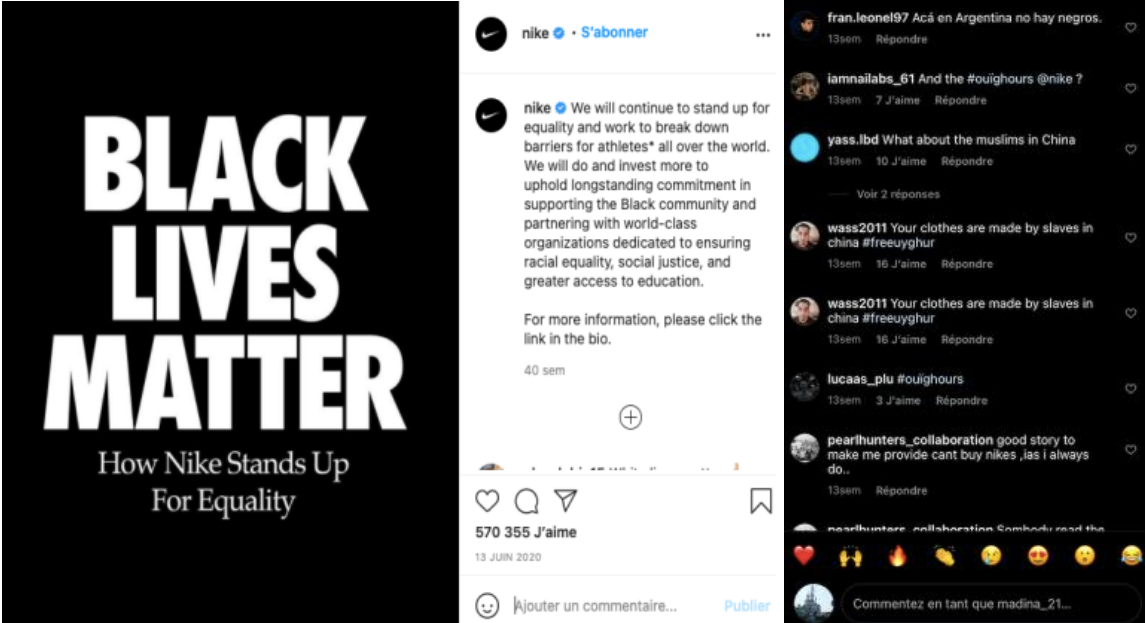 BLACK
LIVES
MATTER
How Nike Stands Up
For Equality
nike • S'abonner
nike We will continue to stand up for
equality and work to break down
barriers for athletes* all over the world.
We will do and invest more to
uphold longstanding commitment in
supporting the Black community and
partnering with world-class
organizations dedicated to ensuring
racial equality, social justice, and
greater access to education.
For more information, please click the
link in the bio.
40 sem
570 355 J'aime
13 JUIN 2020
Ajouter un commentaire... Publier
fran.leonel97 Acá en Argentina no hay negros.
13sem Répondre
iamnailabs_61 And the #ouïghours @nike ?
13sem 7 J'aime Répondre
yass.lbd What about the muslims in China
13sem 10 J'aime Répondre
Voir 2 réponses
wass2011 Your clothes are made by slaves in
china #freeuyghur
13sem 16 J'aime Répondre
wass2011 Your clothes are made by slaves in
china #freeuyghur
13sem 16 J'aime Répondre
lucaas_plu #ouïghours
13sem 3 J'aime Répondre
pearlhunters_collaboration good story to
make me provide cant buy nikes ,ias i always
do..
13sem Répondre
pearlhunters_collaboration Sombody read the
Commentez en tant que madina_21...